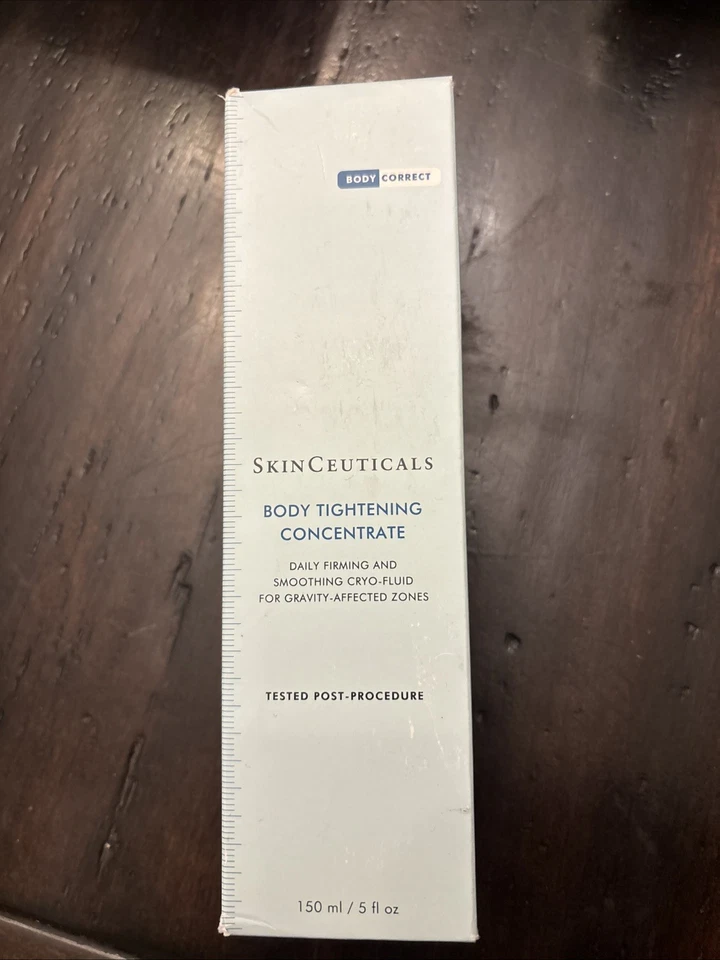 BODY CORRECT
SKINCEUTICALS
BODY TIGHTENING
CONCENTRATE
DAILY FIRMING AND
SMOOTHING CRYO-FLUID
FOR GRAVITY-AFFECTED ZONES
TESTED POST-PROCEDURE
150 ml / 5 fl oz